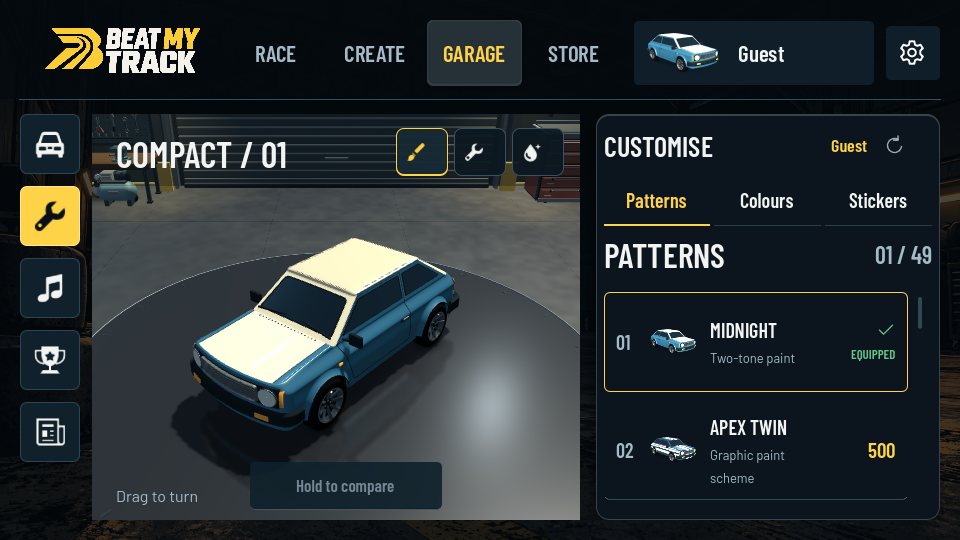 BEAT MY
TRACK
RACE
CREATE
GARAGE
STORE
Guest
COMPACT / 01
Drag to turn
Hold to compare
CUSTOMISE
Guest
Patterns
Colours
Stickers
PATTERNS
01 / 49
01
MIDNIGHT
Two-tone paint
EQUIPPED
02
APEX TWIN
Graphic paint
scheme
500